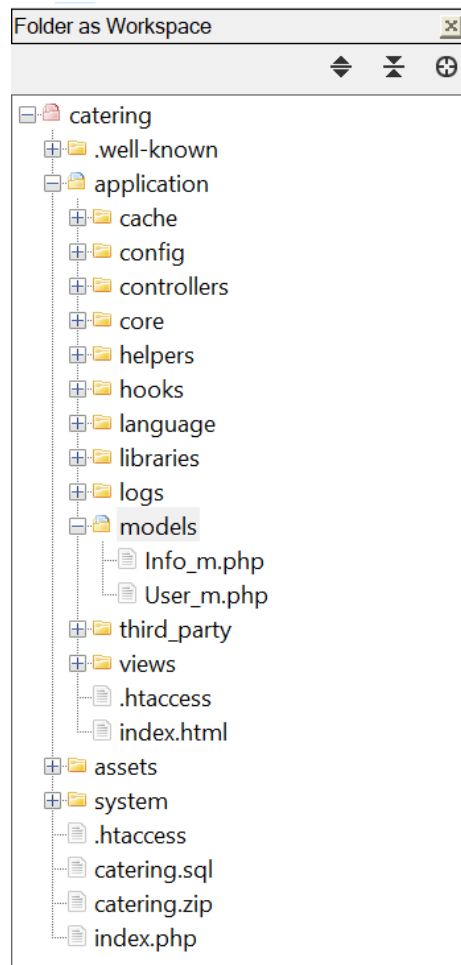 Folder as Workspace
catering
.well-known
application
cache
config
controllers
core
helpers
hooks
language
libraries
logs
models
Info_m.php
User_m.php
third_party
views
.htaccess
index.html
assets
system
.htaccess
catering.sql
catering.zip
index.php